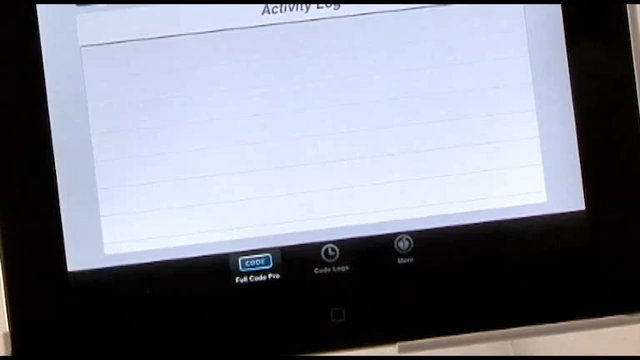 Activity Log
CODE
Full Code Pro
Code Logs
More